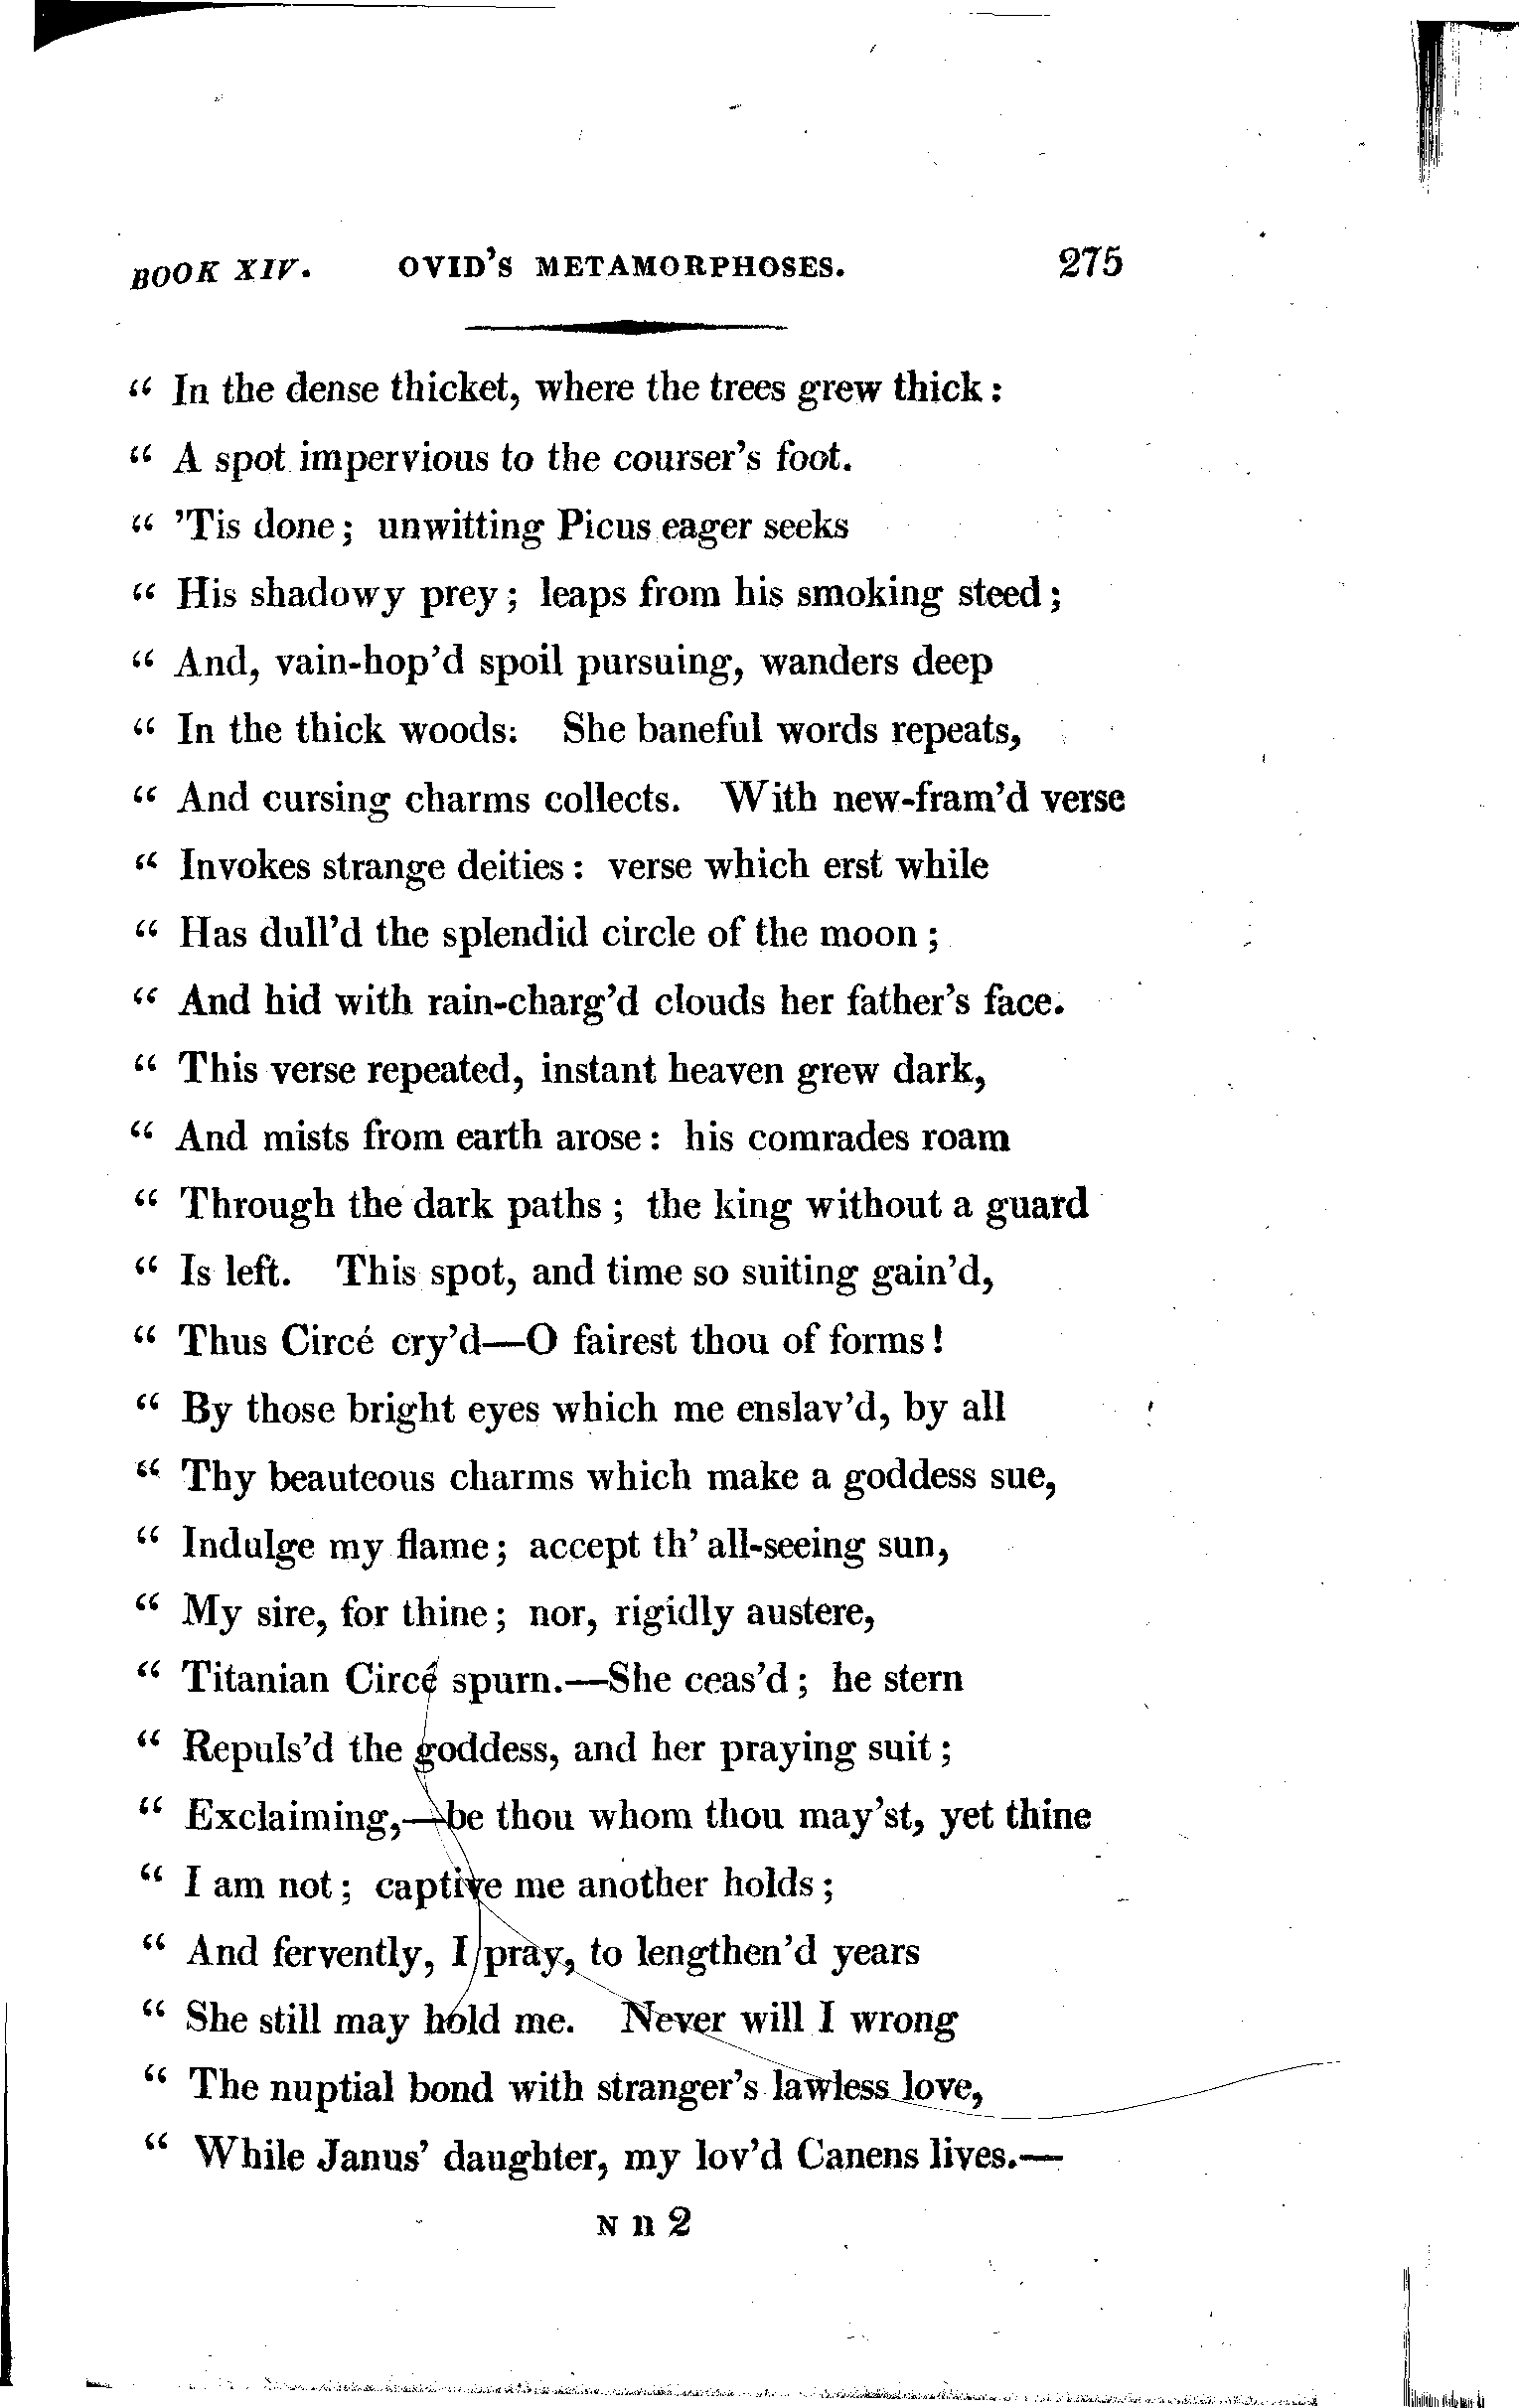 BOOK XIV. OVID'S METAMORPHOSES. 275
“ In the dense thicket, where the trees grew thick:
“ A spot impervious to the courser's foot.
“ 'Tis done; unwitting Picus eager seeks
“ His shadowy prey; leaps from his smoking steed;
“ And, vain-hop'd spoil pursuing, wanders deep
“ In the thick woods: She baneful words repeats,
“ And cursing charms collects. With new-fram'd verse
“ Invokes strange deities: verse which erst while
“ Has dull'd the splendid circle of the moon;
“ And hid with rain-charg'd clouds her father's face.
“ This verse repeated, instant heaven grew dark,
“ And mists from earth arose: his comrades roam
“ Through the dark paths; the king without a guard
“ Is left. This spot, and time so suiting gain'd,
“ Thus Circé cry'd—O fairest thou of forms!
“ By those bright eyes which me enslav'd, by all
“ Thy beauteous charms which make a goddess sue,
“ Indulge my flame; accept th' all-seeing sun,
“ My sire, for thine; nor, rigidly austere,
“ Titanian Circé spurn.—She ceas'd; he stern
“ Repuls'd the goddess, and her praying suit;
“ Exclaiming,—be thou whom thou may'st, yet thine
“ I am not; captive me another holds;
“ And fervently, I pray, to lengthen'd years
“ She still may hold me. Never will I wrong
“ The nuptial bond with stranger's lawless love,
“ While Janus' daughter, my lov'd Canens lives.—
N n 2